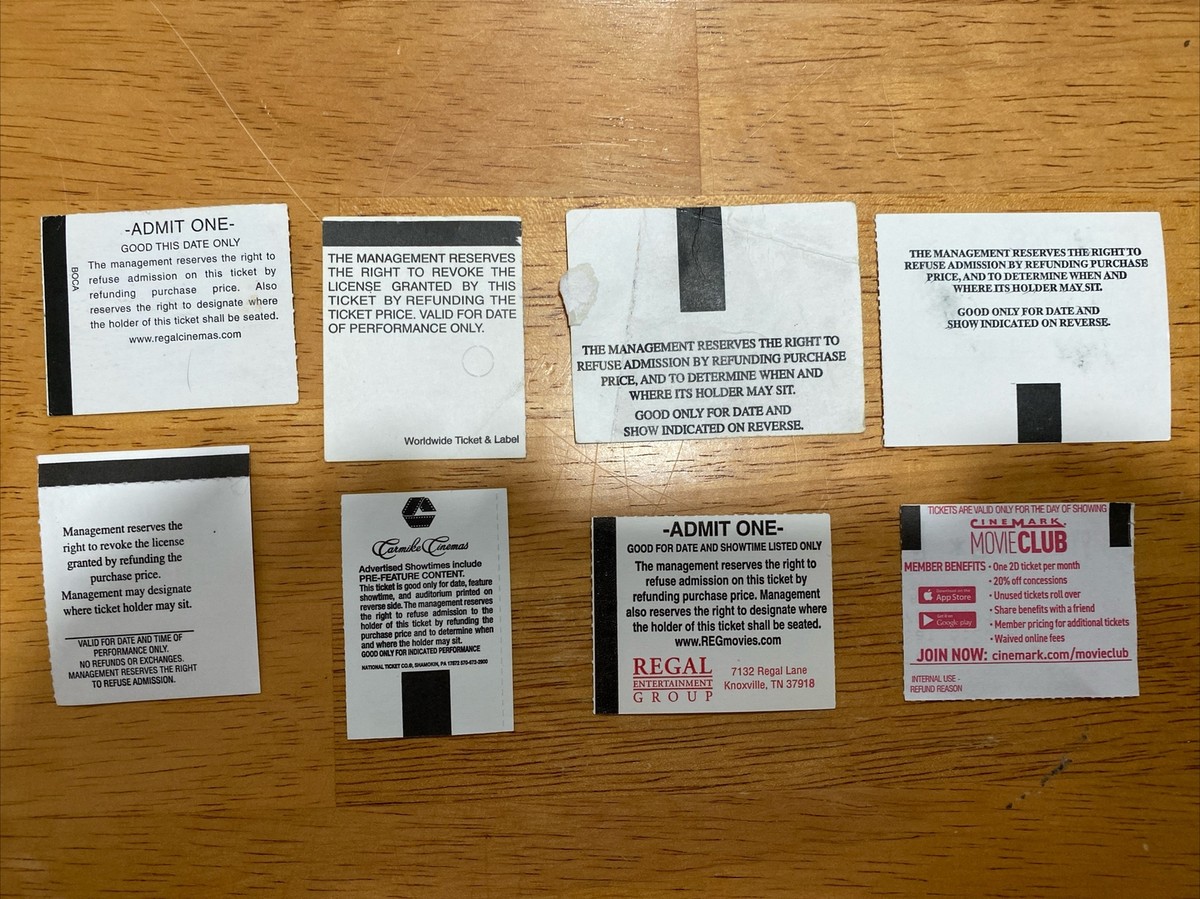 -ADMIT ONE-
GOOD THIS DATE ONLY
The management reserves the right to
refuse admission on this ticket by
refunding purchase price. Also
reserves the right to designate where
the holder of this ticket shall be seated.
www.regalcinemas.com
BOCA
THE MANAGEMENT RESERVES
THE RIGHT TO REVOKE THE
LICENSE GRANTED BY THIS
TICKET BY REFUNDING THE
TICKET PRICE. VALID FOR DATE
OF PERFORMANCE ONLY.
Worldwide Ticket & Label
THE MANAGEMENT RESERVES THE RIGHT TO
REFUSE ADMISSION BY REFUNDING PURCHASE
PRICE, AND TO DETERMINE WHEN AND
WHERE ITS HOLDER MAY SIT.
GOOD ONLY FOR DATE AND
SHOW INDICATED ON REVERSE.
THE MANAGEMENT RESERVES THE RIGHT TO
REFUSE ADMISSION BY REFUNDING PURCHASE
PRICE, AND TO DETERMINE WHEN AND
WHERE ITS HOLDER MAY SIT.
GOOD ONLY FOR DATE AND
SHOW INDICATED ON REVERSE.
Management reserves the
right to revoke the license
granted by refunding the
purchase price.
Management may designate
where ticket holder may sit.
VALID FOR DATE AND TIME OF
PERFORMANCE ONLY.
NO REFUNDS OR EXCHANGES.
MANAGEMENT RESERVES THE RIGHT
TO REFUSE ADMISSION.
Carmike Cinemas
Advertised Showtimes include
PRE-FEATURE CONTENT.
This ticket is good only for date, feature
showtime, and auditorium printed on
reverse side. The management reserves
the right to refuse admission to the
holder of this ticket by refunding the
purchase price and to determine when
and where the holder may sit.
GOOD ONLY FOR INDICATED PERFORMANCE
NATIONAL TICKET CO.®, SHAMOKIN, PA 17872 570-672-2900
-ADMIT ONE-
GOOD FOR DATE AND SHOWTIME LISTED ONLY
The management reserves the right to
refuse admission on this ticket by
refunding purchase price. Management
also reserves the right to designate where
the holder of this ticket shall be seated.
www.REGmovies.com
REGAL
ENTERTAINMENT
GROUP
7132 Regal Lane
Knoxville, TN 37918
TICKETS ARE VALID ONLY FOR THE DAY OF SHOWING
CINEMARK.
MOVIECLUB
MEMBER BENEFITS • One 2D ticket per month
• 20% off concessions
• Unused tickets roll over
• Share benefits with a friend
• Member pricing for additional tickets
• Waived online fees
Download on the
App Store
Get it on
Google play
JOIN NOW: cinemark.com/movieclub
INTERNAL USE -
REFUND REASON